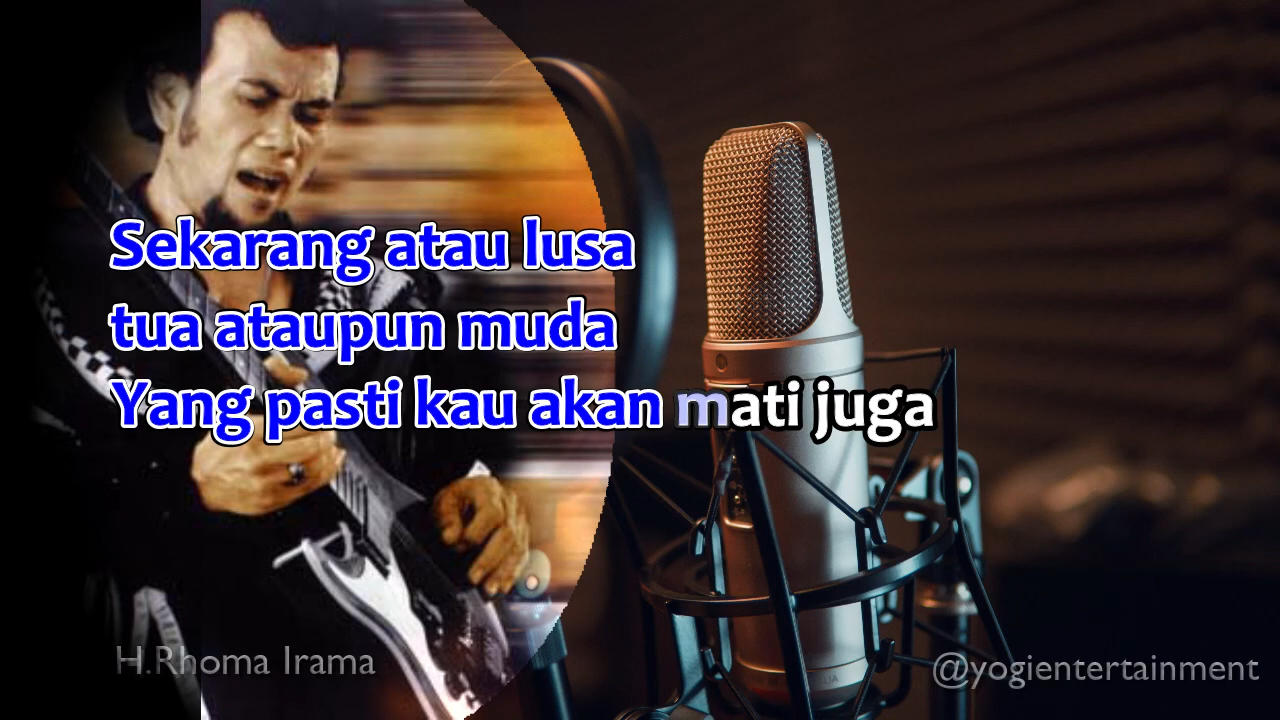 Sekarang atau lusa
tua ataupun muda
Yang pasti kau akan mati juga
H.Rhoma Irama
@yogientertainment